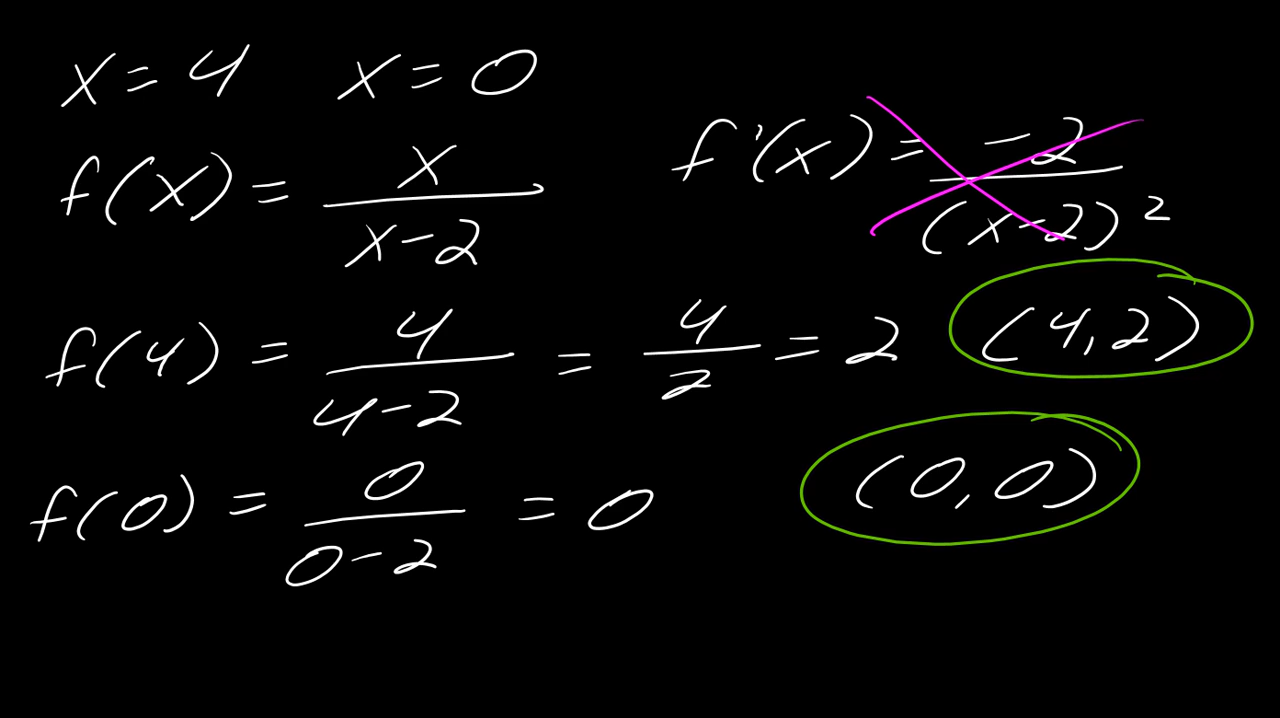 x = 4 x = 0
f(x) = x/(x-2) f'(x) = -2/(x-2)²
f(4) = 4/(4-2) = 4/2 = 2 (4,2)
f(0) = 0/(0-2) = 0 (0,0)